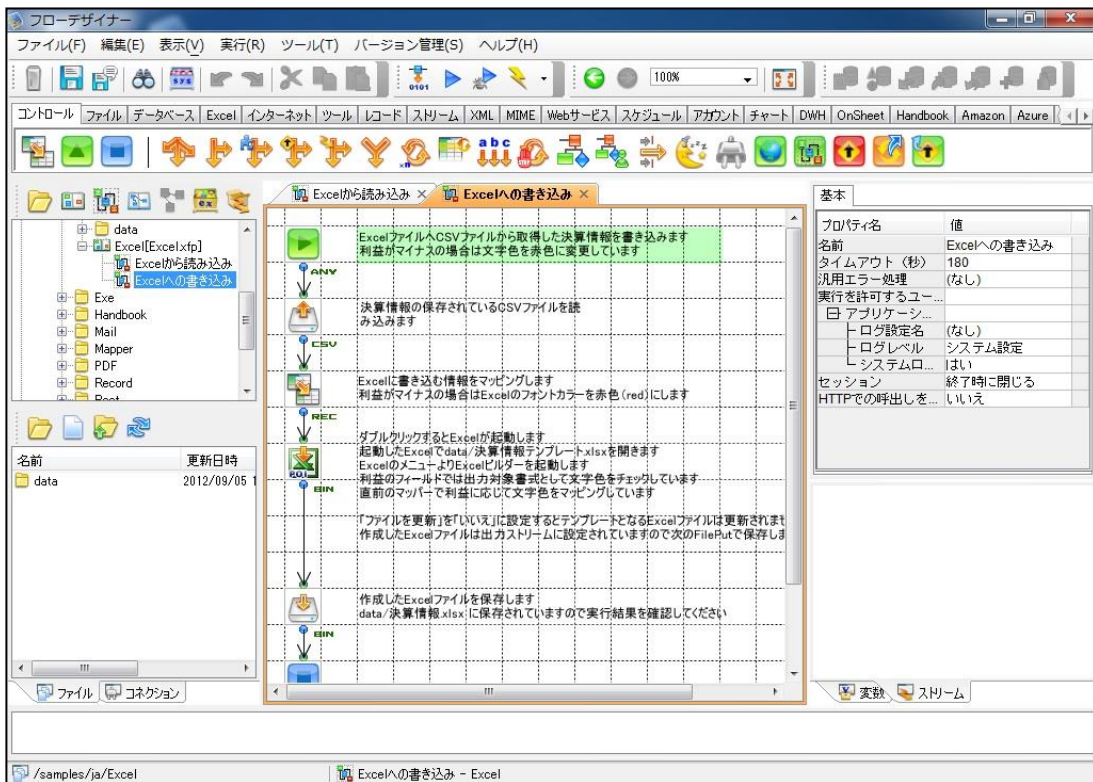 フローデザイナー
ファイル(F) 編集(E) 表示(V) 実行(R) ツール(T) バージョン管理(S) ヘルプ(H)
sys
0101
100%
コントロール ファイル データベース Excel インターネット ツール レコード ストリーム XML MIME Webサービス スケジュール アカウント チャート DWH OnSheet Handbook Amazon Azure
a b c
xn
ex
data
Excel[Excel.xfp]
Excelから読み込み
Excelへの書き込み
Exe
Handbook
Mail
Mapper
PDF
Record
名前 更新日時
data 2012/09/05 1
ファイル コネクション
Excelから読み込み × Excelへの書き込み ×
ExcelファイルへCSVファイルから取得した決算情報を書き込みます
利益がマイナスの場合は文字色を赤色に変更しています
ANY
決算情報の保存されているCSVファイルを読
み込みます
CSV
Excelに書き込む情報をマッピングします
利益がマイナスの場合はExcelのフォントカラーを赤色(red)にします
REC
ダブルクリックするとExcelが起動します
起動したExcelでdata/決算情報テンプレート.xlsxを開きます
ExcelのメニューよりExcelビルダーを起動します
利益のフィールドでは出力対象書式として文字色をチェックしています
直前のマッパーで利益に応じて文字色をマッピングしています
POI
BIN
「ファイルを更新」を「いいえ」に設定するとテンプレートとなるExcelファイルは更新されませ
作成したExcelファイルは出力ストリームに設定されていますので次のFilePutで保存しま
作成したExcelファイルを保存します
data/決算情報.xlsx に保存されていますので実行結果を確認してください
BIN
基本
プロパティ名 値
名前 Excelへの書き込み
タイムアウト（秒） 180
汎用エラー処理 (なし)
実行を許可するユー...
アプリケーシ...
ログ設定名 (なし)
ログレベル システム設定
システムロ... はい
セッション 終了時に閉じる
HTTPでの呼出しを... いいえ
変数 ストリーム
/samples/ja/Excel Excelへの書き込み - Excel